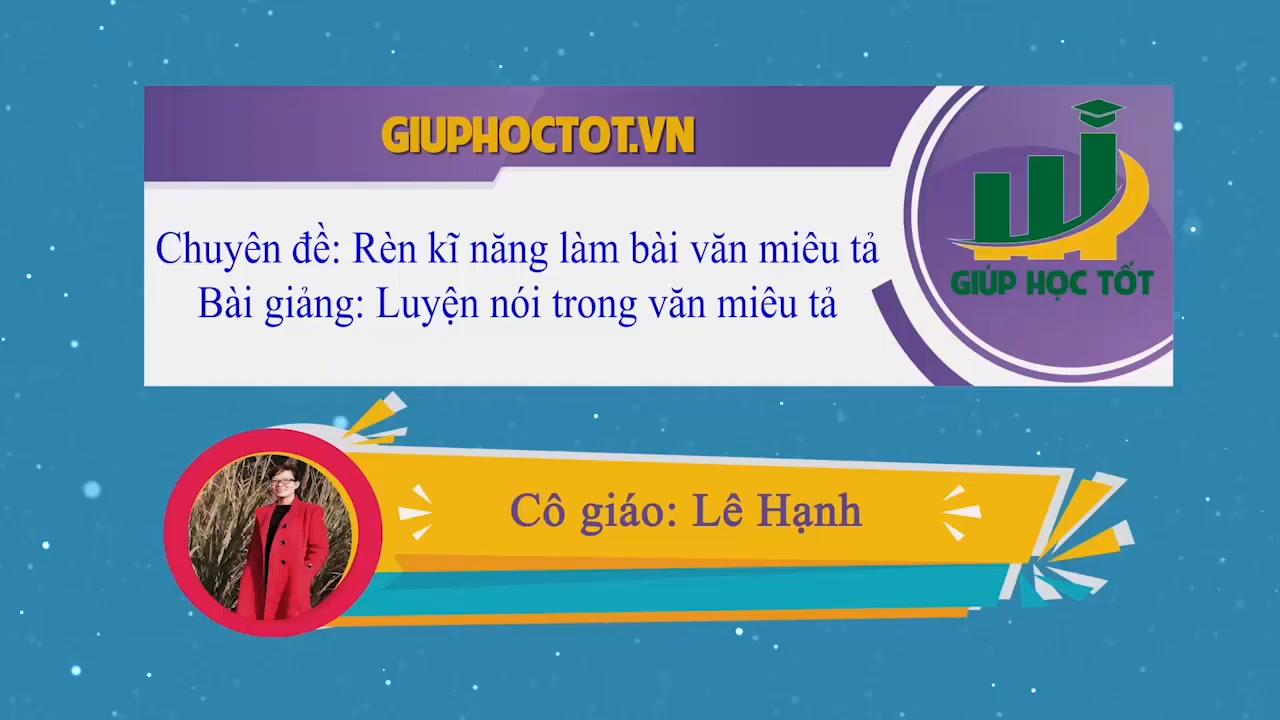 GIUPHOCTOT.VN
Chuyên đề: Rèn kĩ năng làm bài văn miêu tả
Bài giảng: Luyện nói trong văn miêu tả
GIÚP HỌC TỐT
Cô giáo: Lê Hạnh